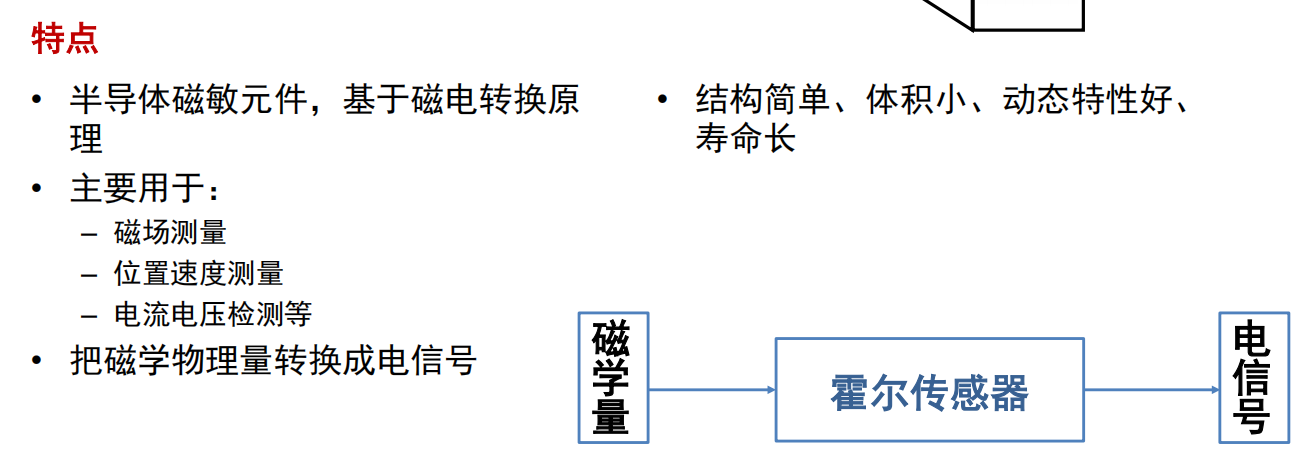 特点
• 半导体磁敏元件，基于磁电转换原
理
• 主要用于：
– 磁场测量
– 位置速度测量
– 电流电压检测等
• 把磁学物理量转换成电信号
• 结构简单、体积小、动态特性好、
寿命长
磁学量
霍尔传感器
电信号